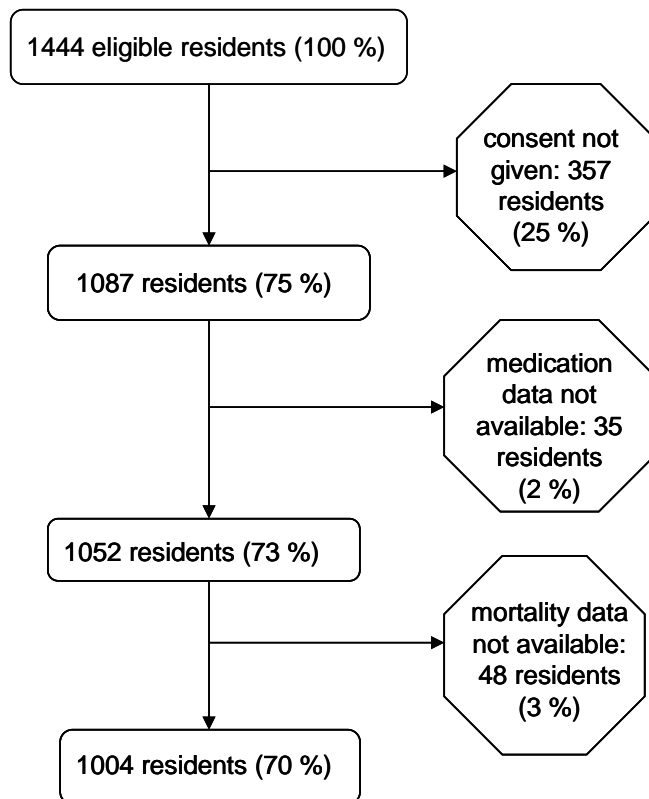 1444 eligible residents (100 %)
consent not
given: 357
residents
(25 %)
1087 residents (75 %)
medication
data not
available: 35
residents
(2 %)
1052 residents (73 %)
mortality data
not available:
48 residents
(3 %)
1004 residents (70 %)